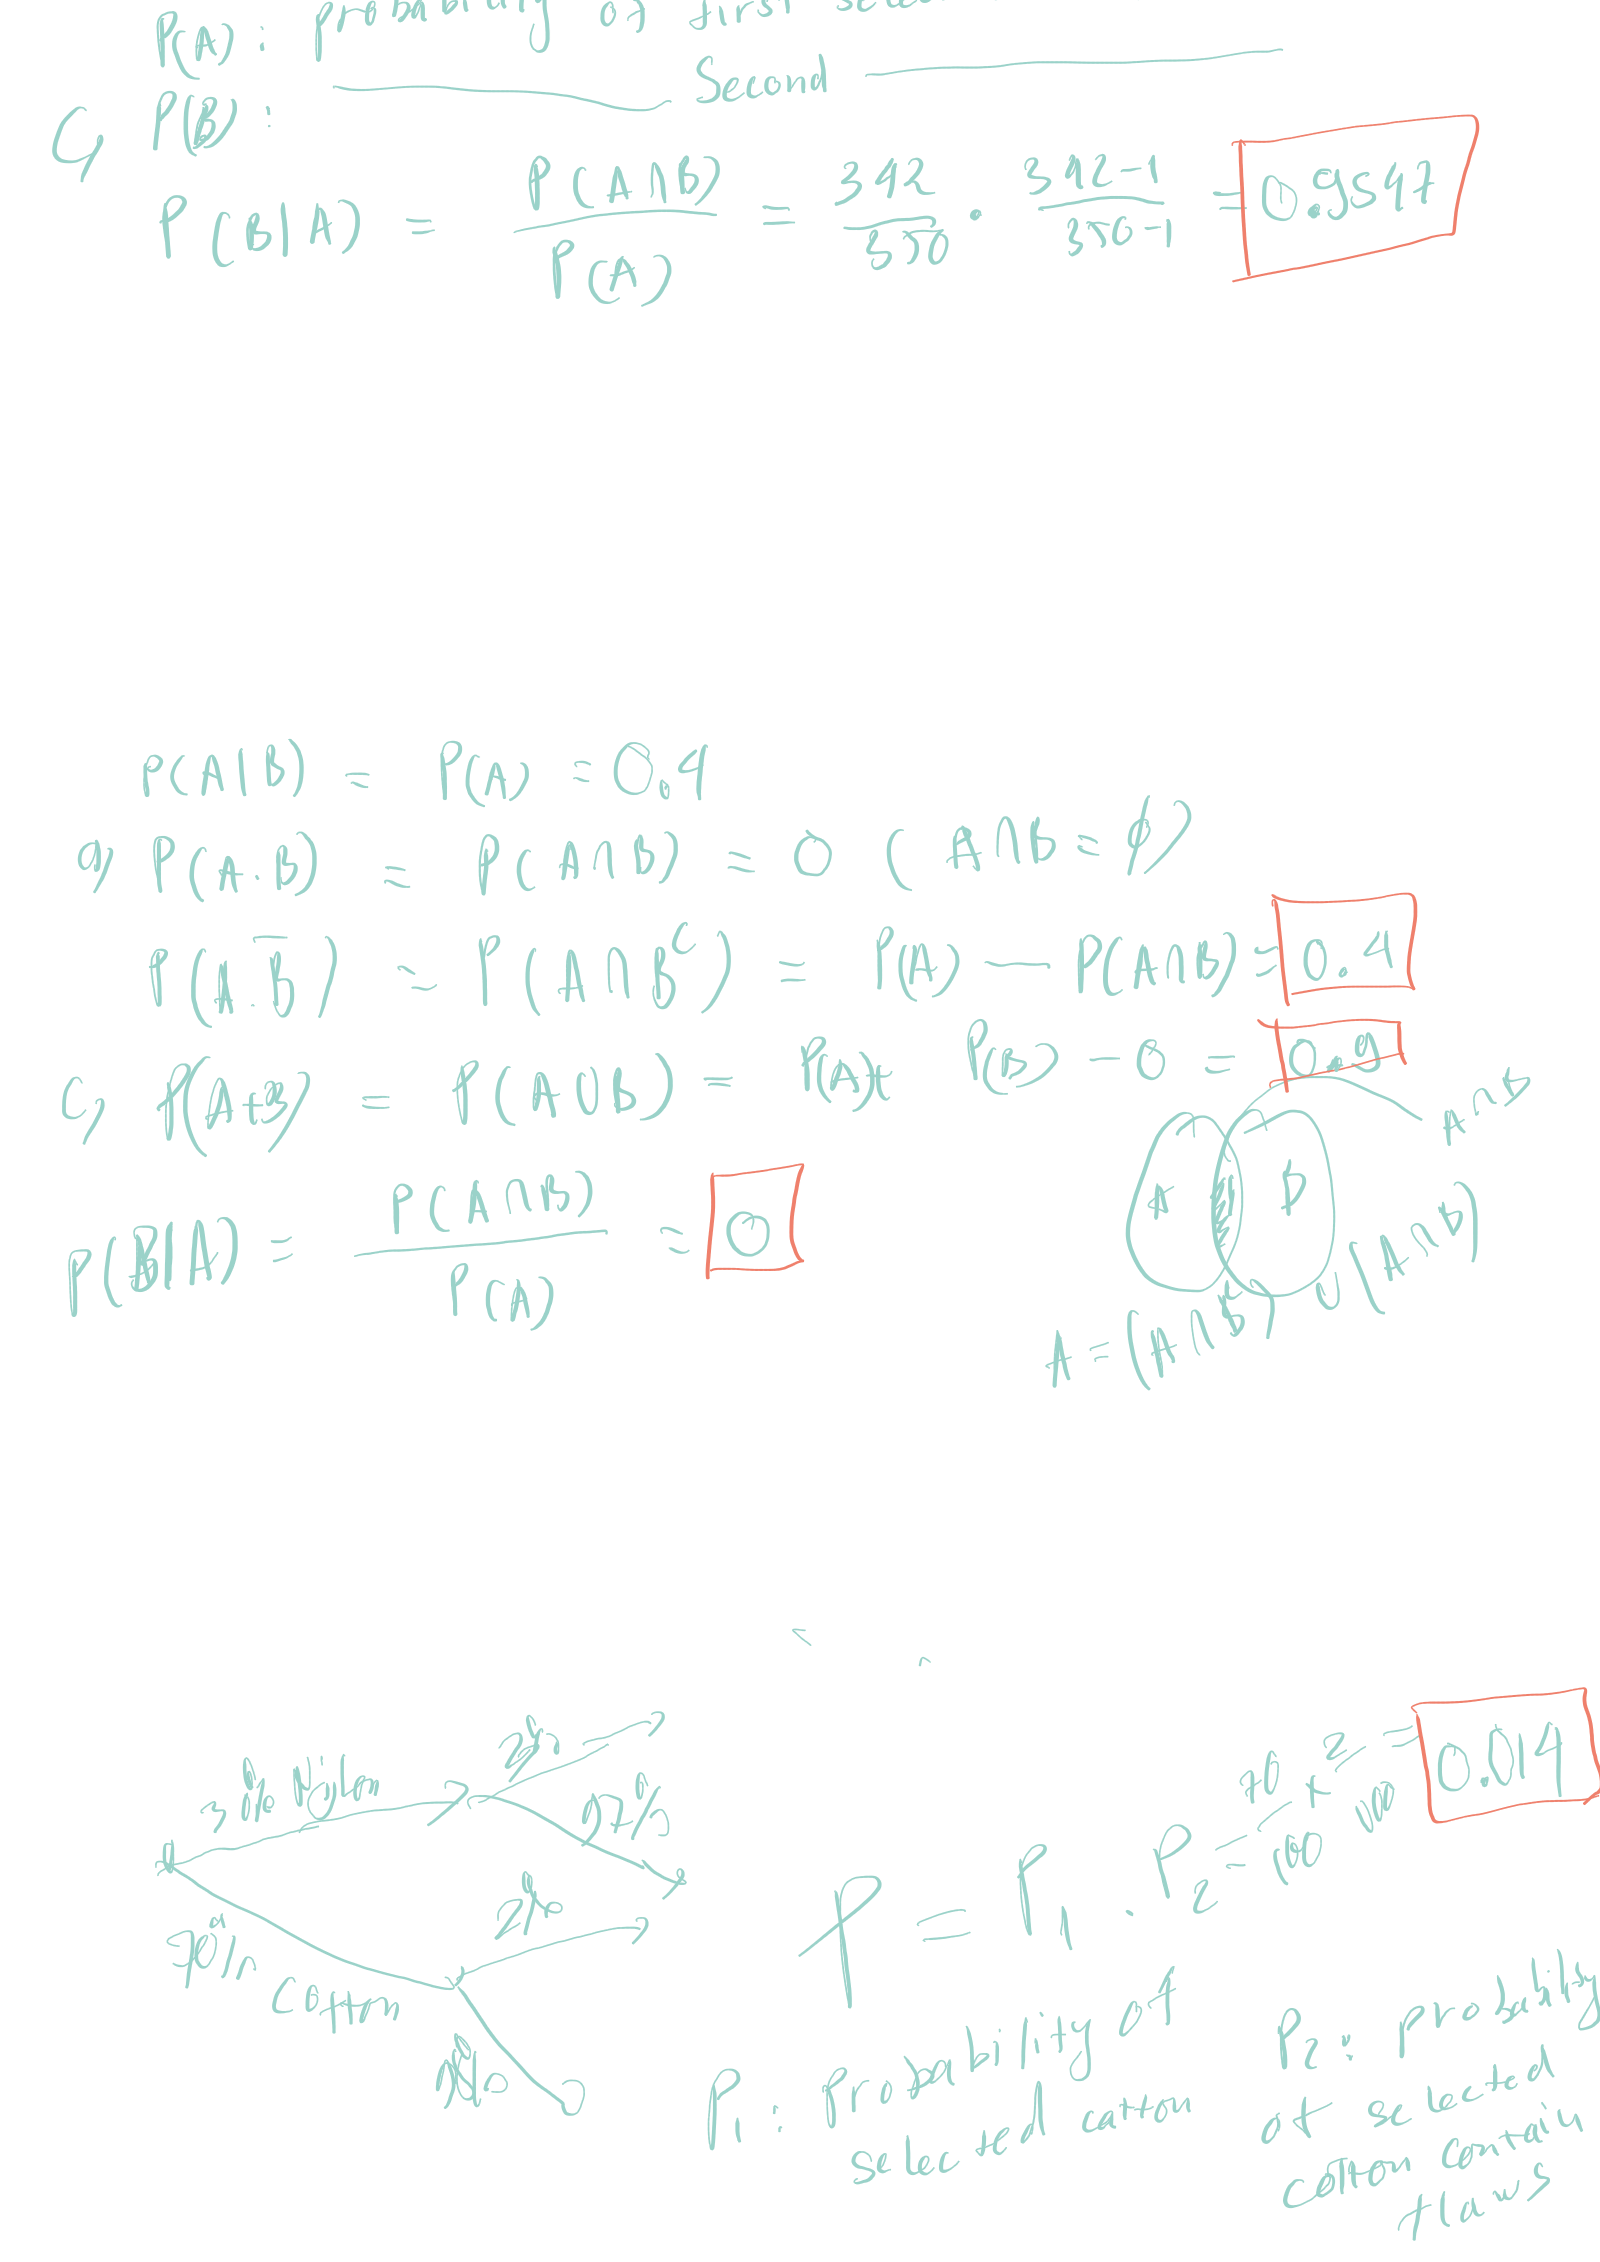 P(A) : probability of first
C, P(B) : Second
P(B|A) = P(A∩B) / P(A) = 342/350 · 342-1/350-1 = 0.9547
P(A|B) = P(A) = 0.4
a, P(A.B) = P(A∩B) = 0 (A∩B = ϕ)
P(A.B̅) = P(A∩Bᶜ) = P(A) — P(A∩B) = 0.4
C, P(A+B) = P(A∪B) = P(A)+ P(B) - 0 = 0.9
A∩B
A B
P(B|A) = P(A∩B) / P(A) = 0
A = (A∩B̅) ∪ (A∩B)
30% Nylon 2%
97%
70% Cotton 2%
P = P1 . P2 = 70/100 × 2/100 = 0.014
P1 : Probability of
selected catton
P2 : probability
of selected
cotton contain
flaws